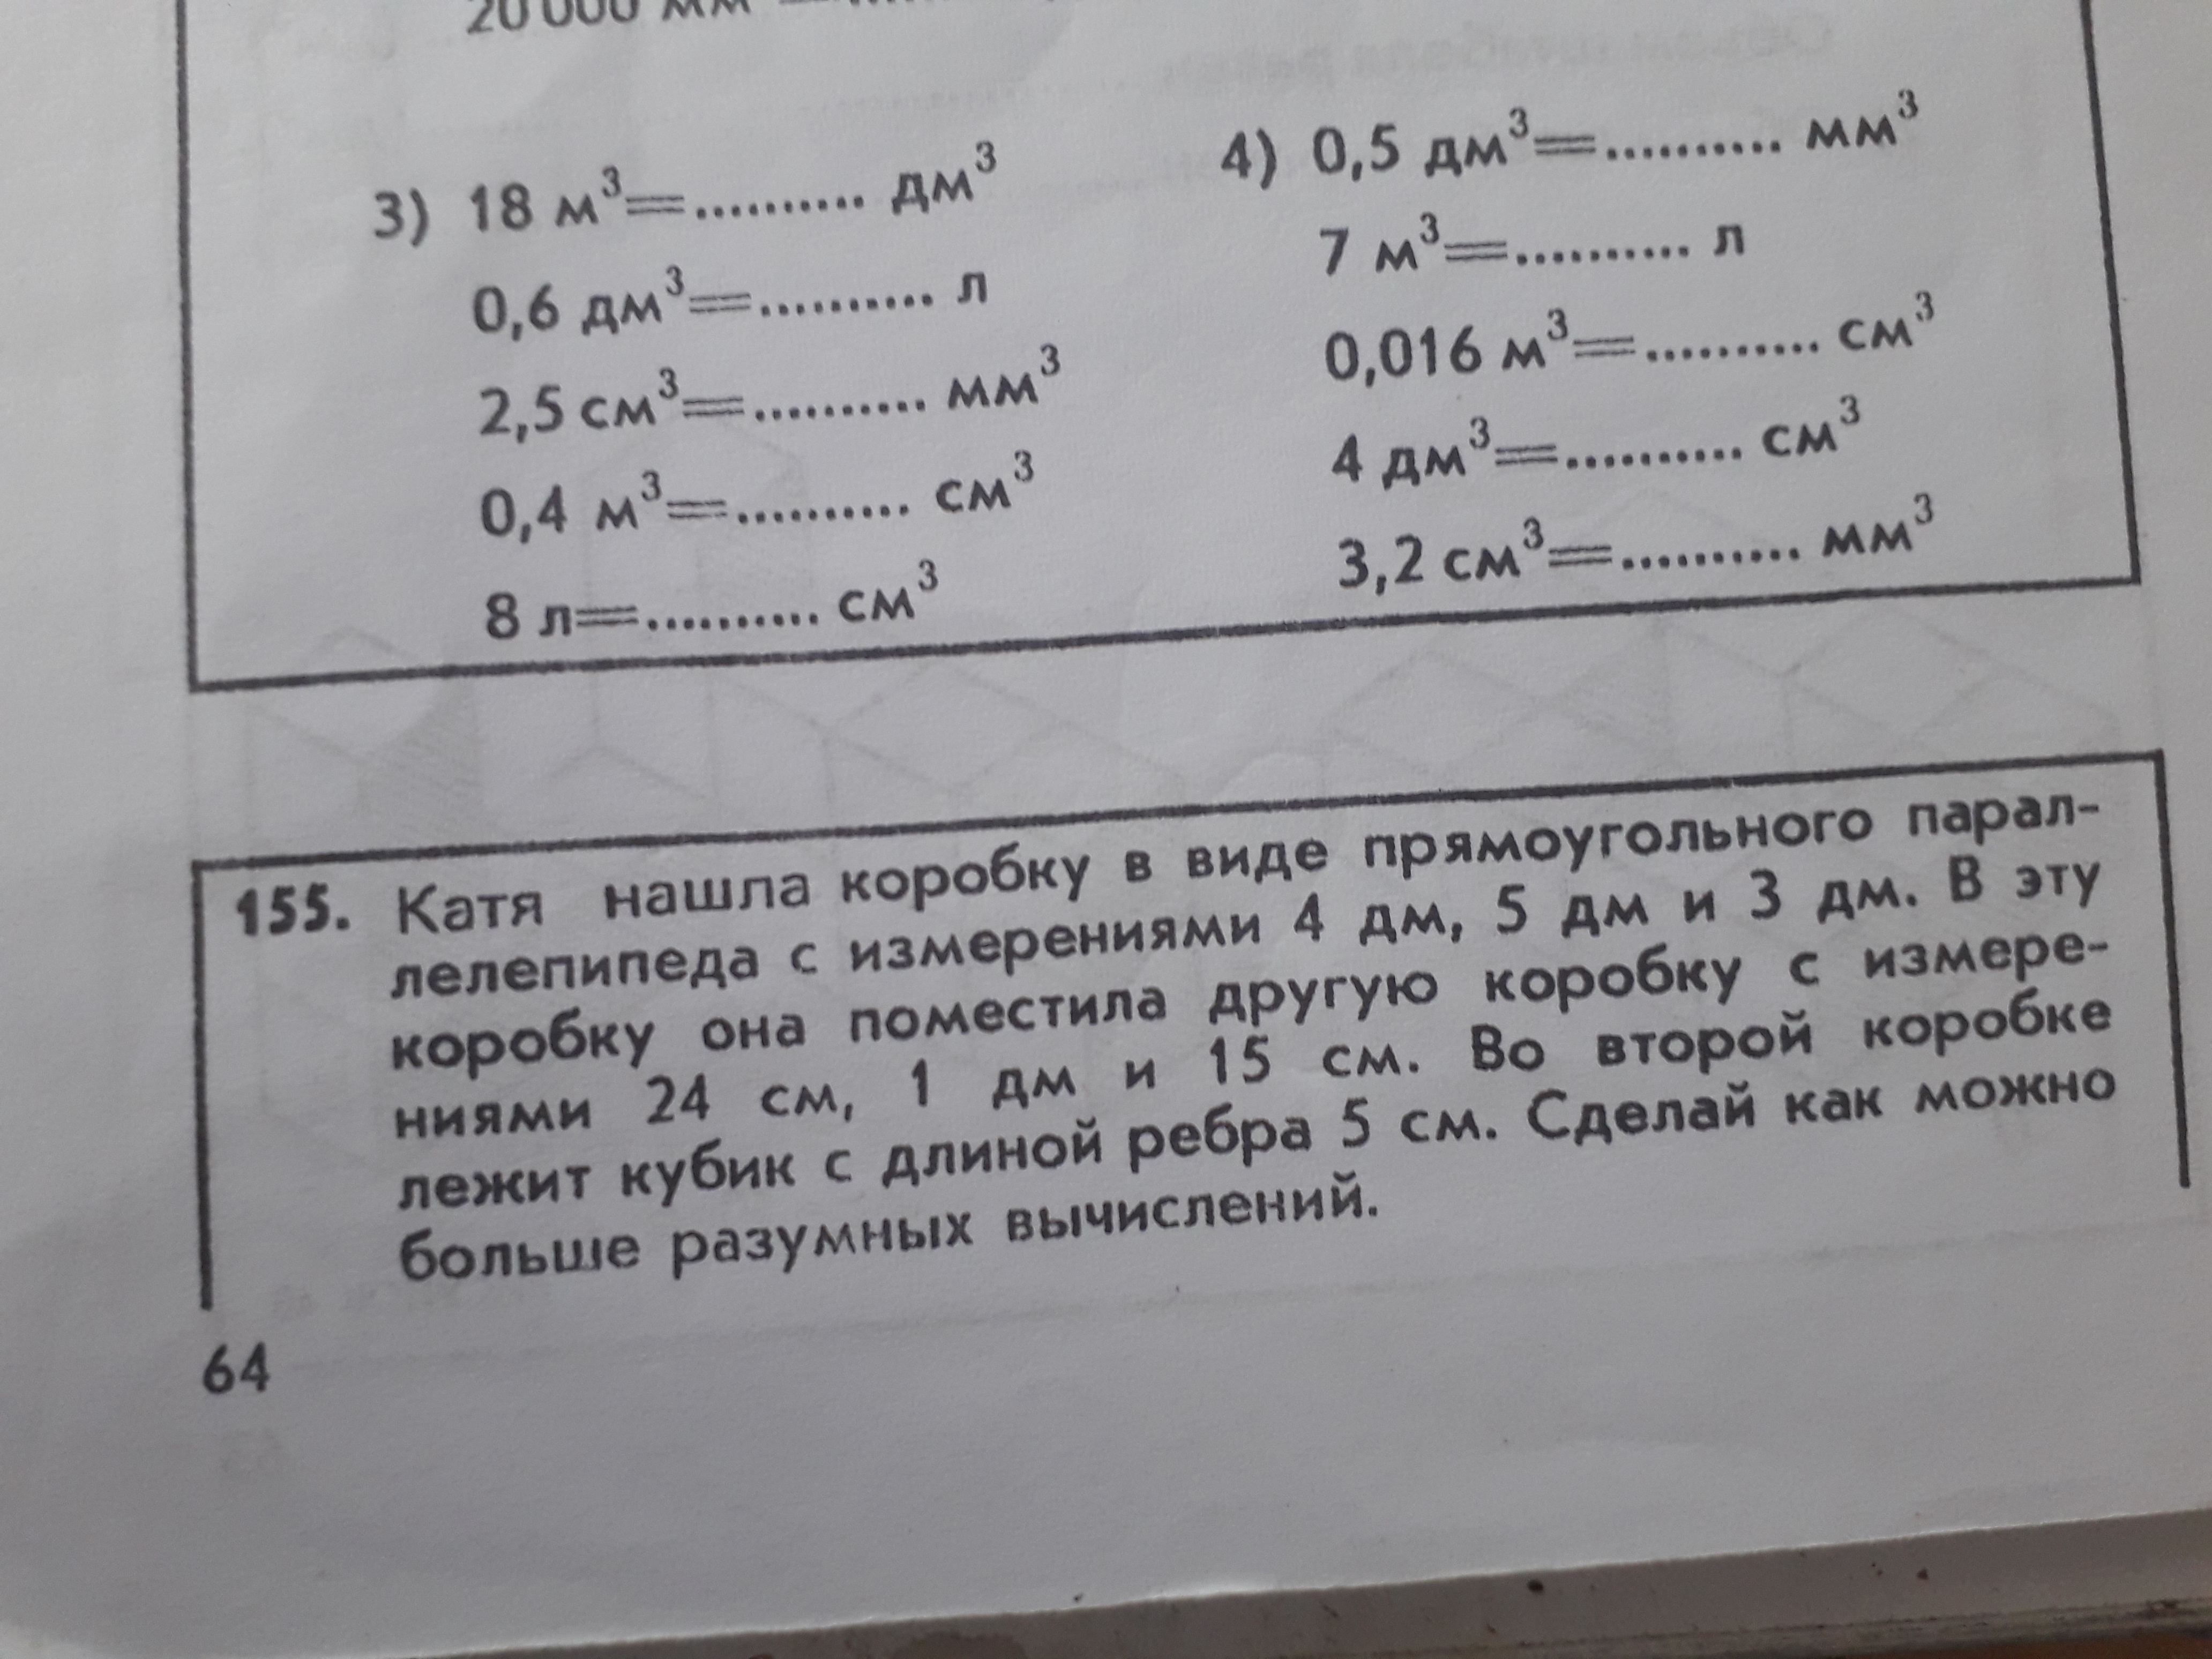 20 000 мм
3) 18 м³=.......... дм³
0,6 дм³=.......... л
2,5 см³=.......... мм³
0,4 м³=.......... см³
8 л=.......... см³
4) 0,5 дм³=.......... мм³
7 м³=.......... л
0,016 м³=.......... см³
4 дм³=.......... см³
3,2 см³=.......... мм³
155. Катя нашла коробку в виде прямоугольного парал-
лелепипеда с измерениями 4 дм, 5 дм и 3 дм. В эту
коробку она поместила другую коробку с измере-
ниями 24 см, 1 дм и 15 см. Во второй коробке
лежит кубик с длиной ребра 5 см. Сделай как можно
больше разумных вычислений.
64